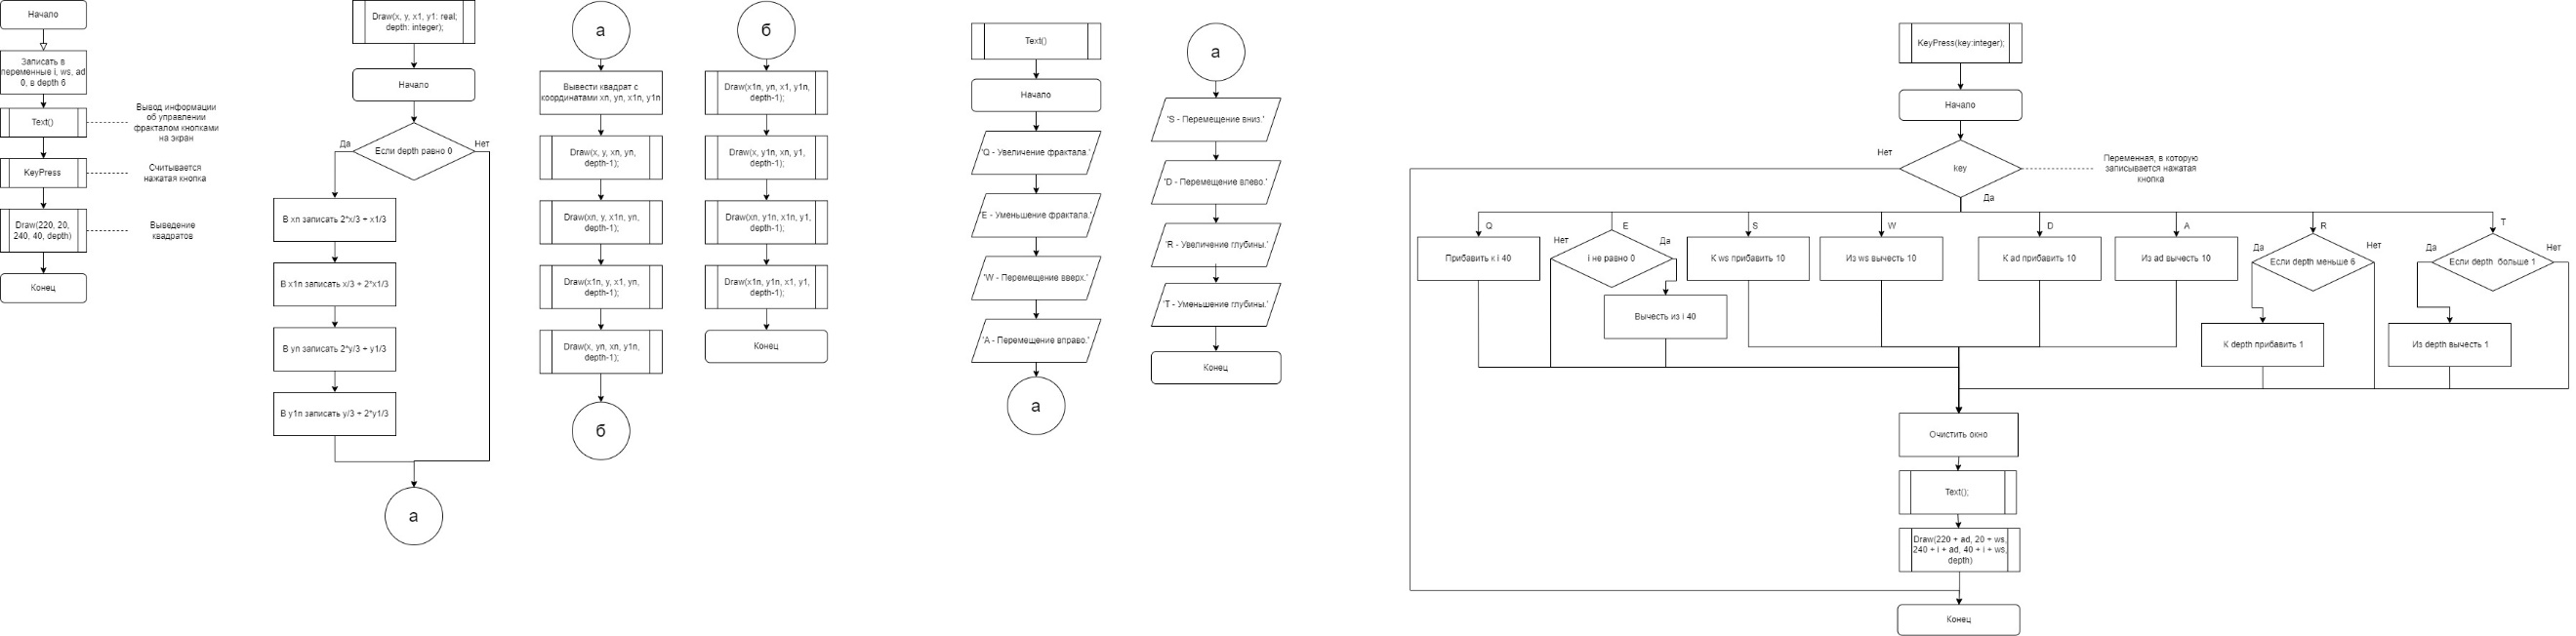 Начало
Записать в
переменные i, ws, ad
0, в depth 6
Text()
Вывод информации
об управлении
фракталом кнопками
на экран
KeyPress
Считывается
нажатая кнопка
Draw(220, 20,
240, 40, depth)
Выведение
квадратов
Конец
Draw(x, y, x1, y1: real;
depth: integer);
Начало
Если depth равно 0
Да
Нет
В xn записать 2*x/3 + x1/3
В x1n записать x/3 + 2*x1/3
В yn записать 2*y/3 + y1/3
В y1n записать y/3 + 2*y1/3
а
а
Вывести квадрат с
координатами xn, yn, x1n, y1n
Draw(x, y, xn, yn,
depth-1);
Draw(xn, y, x1n, yn,
depth-1);
Draw(x1n, y, x1, yn,
depth-1);
Draw(x, yn, xn, y1n,
depth-1);
б
б
Draw(x1n, yn, x1, y1n,
depth-1);
Draw(x, y1n, xn, y1,
depth-1);
Draw(xn, y1n, x1n, y1,
depth-1);
Draw(x1n, y1n, x1, y1,
depth-1);
Конец
Text()
Начало
'Q - Увеличение фрактала.'
'E - Уменьшение фрактала.'
'W - Перемещение вверх.'
'A - Перемещение вправо.'
а
а
'S - Перемещение вниз.'
'D - Перемещение влево.'
'R - Увеличение глубины.'
'T - Уменьшение глубины.'
Конец
KeyPress(key:integer);
Начало
Нет
key
Переменная, в которую
записывается нажатая
кнопка
Да
Q
Прибавить к i 40
E
Нет
i не равно 0
Да
Вычесть из i 40
S
К ws прибавить 10
W
Из ws вычесть 10
D
К ad прибавить 10
A
Из ad вычесть 10
R
Да
Если depth меньше 6
Нет
К depth прибавить 1
T
Да
Если depth больше 1
Нет
Из depth вычесть 1
Очистить окно
Text();
Draw(220 + ad, 20 + ws,
240 + i + ad, 40 + i + ws,
depth)
Конец